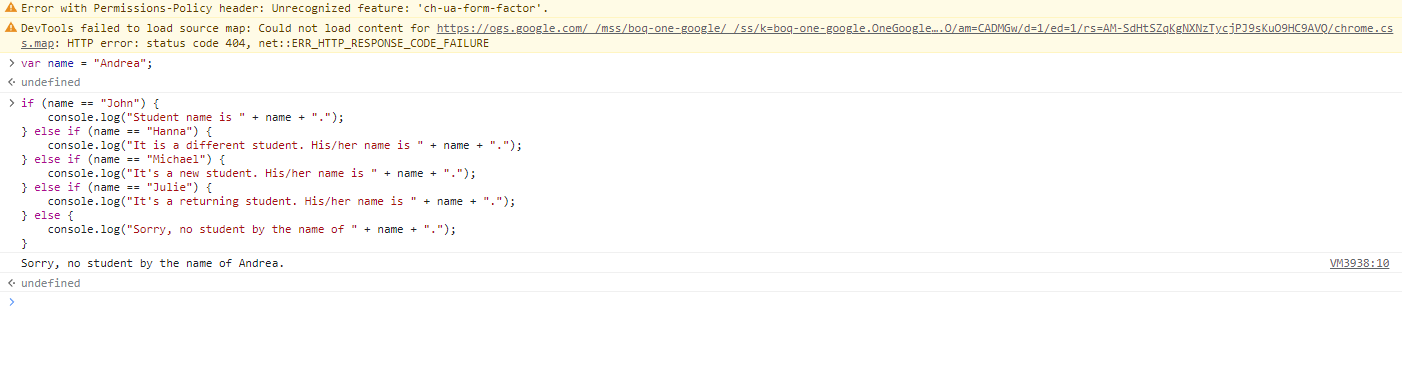 Error with Permissions-Policy header: Unrecognized feature: 'ch-ua-form-factor'.
DevTools failed to load source map: Could not load content for https://ogs.google.com/_/mss/boq-one-google/_/ss/k=boq-one-google.OneGoogle….O/am=CADMGw/d=1/ed=1/rs=AM-SdHtSZqKgNXNzTycjPJ9sKuO9HC9AVQ/chrome.cs
s.map: HTTP error: status code 404, net::ERR_HTTP_RESPONSE_CODE_FAILURE
> var name = "Andrea";
undefined
> if (name == "John") {
    console.log("Student name is " + name + ".");
} else if (name == "Hanna") {
    console.log("It is a different student. His/her name is " + name + ".");
} else if (name == "Michael") {
    console.log("It's a new student. His/her name is " + name + ".");
} else if (name == "Julie") {
    console.log("It's a returning student. His/her name is " + name + ".");
} else {
    console.log("Sorry, no student by the name of " + name + ".");
}
Sorry, no student by the name of Andrea. VM3938:10
undefined
>